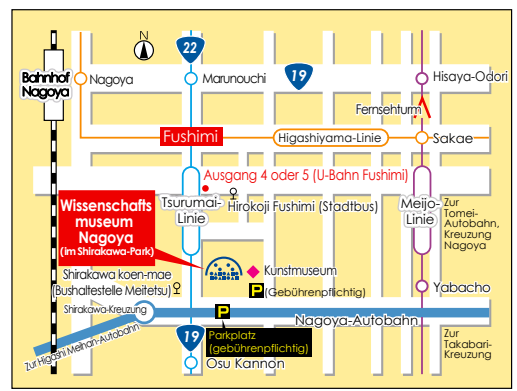 N
22
Bahnhof
Nagoya
Nagoya
Marunouchi
19
Hisaya-Odori
Fernsehturm
Fushimi
Higashiyama-Linie
Sakae
Ausgang 4 oder 5 (U-Bahn Fushimi)
Wissenschafts
museum
Nagoya
(im Shirakawa-Park)
Tsurumai-
Linie
Hirokoji Fushimi (Stadtbus)
Meijo-
Linie
Zur
Tomei-
Autobahn,
Kreuzung
Nagoya
Shirakawa koen-mae
(Bushaltestelle Meitetsu)
Kunstmuseum
P
(Gebührenpflichtig)
Yabacho
Shirakawa-Kreuzung
P
Nagoya-Autobahn
Zur Higashi Meihan-Autobahn
19
Parkplatz
(gebührenpflichtig)
Zur
Takabari-
Kreuzung
Osu Kannon